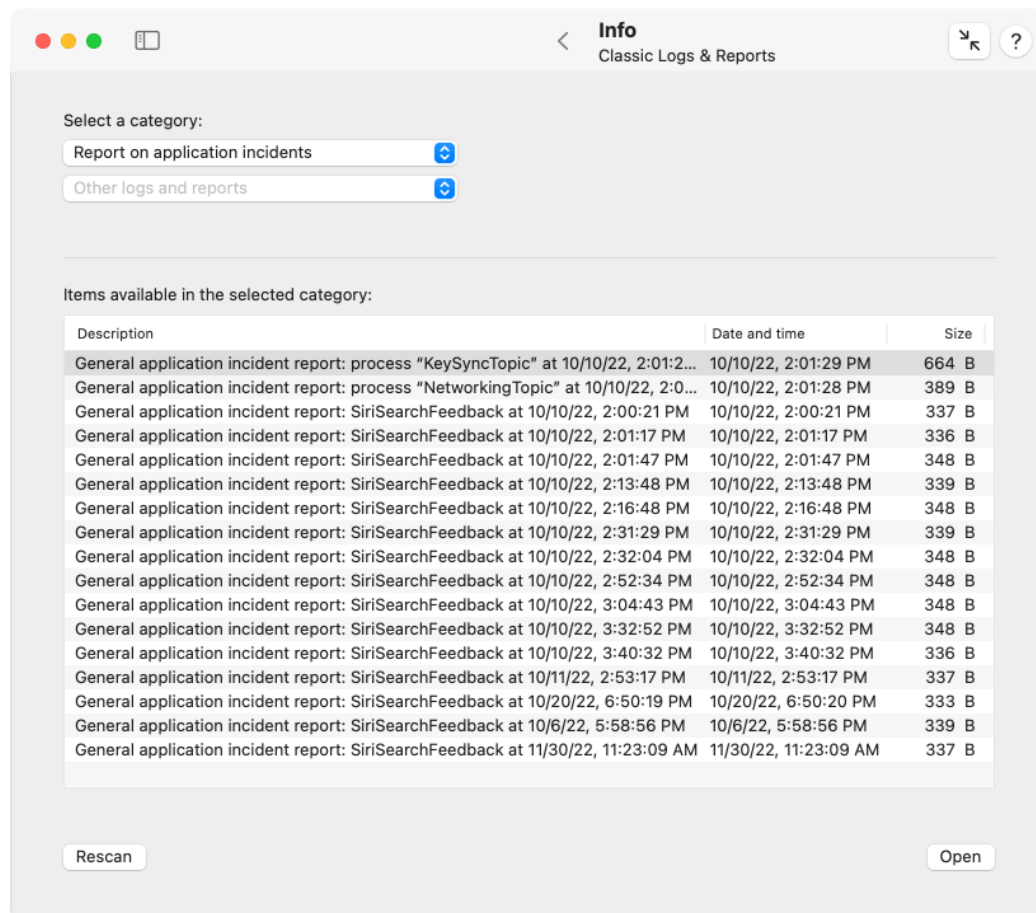 Info
Classic Logs & Reports
?
Select a category:
Report on application incidents
Other logs and reports
Items available in the selected category:
Description Date and time Size
General application incident report: process “KeySyncTopic” at 10/10/22, 2:01:2... 10/10/22, 2:01:29 PM 664 B
General application incident report: process “NetworkingTopic” at 10/10/22, 2:0... 10/10/22, 2:01:28 PM 389 B
General application incident report: SiriSearchFeedback at 10/10/22, 2:00:21 PM 10/10/22, 2:00:21 PM 337 B
General application incident report: SiriSearchFeedback at 10/10/22, 2:01:17 PM 10/10/22, 2:01:17 PM 336 B
General application incident report: SiriSearchFeedback at 10/10/22, 2:01:47 PM 10/10/22, 2:01:47 PM 348 B
General application incident report: SiriSearchFeedback at 10/10/22, 2:13:48 PM 10/10/22, 2:13:48 PM 339 B
General application incident report: SiriSearchFeedback at 10/10/22, 2:16:48 PM 10/10/22, 2:16:48 PM 348 B
General application incident report: SiriSearchFeedback at 10/10/22, 2:31:29 PM 10/10/22, 2:31:29 PM 339 B
General application incident report: SiriSearchFeedback at 10/10/22, 2:32:04 PM 10/10/22, 2:32:04 PM 348 B
General application incident report: SiriSearchFeedback at 10/10/22, 2:52:34 PM 10/10/22, 2:52:34 PM 348 B
General application incident report: SiriSearchFeedback at 10/10/22, 3:04:43 PM 10/10/22, 3:04:43 PM 348 B
General application incident report: SiriSearchFeedback at 10/10/22, 3:32:52 PM 10/10/22, 3:32:52 PM 348 B
General application incident report: SiriSearchFeedback at 10/10/22, 3:40:32 PM 10/10/22, 3:40:32 PM 336 B
General application incident report: SiriSearchFeedback at 10/11/22, 2:53:17 PM 10/11/22, 2:53:17 PM 337 B
General application incident report: SiriSearchFeedback at 10/20/22, 6:50:19 PM 10/20/22, 6:50:20 PM 333 B
General application incident report: SiriSearchFeedback at 10/6/22, 5:58:56 PM 10/6/22, 5:58:56 PM 339 B
General application incident report: SiriSearchFeedback at 11/30/22, 11:23:09 AM 11/30/22, 11:23:09 AM 337 B
Rescan Open